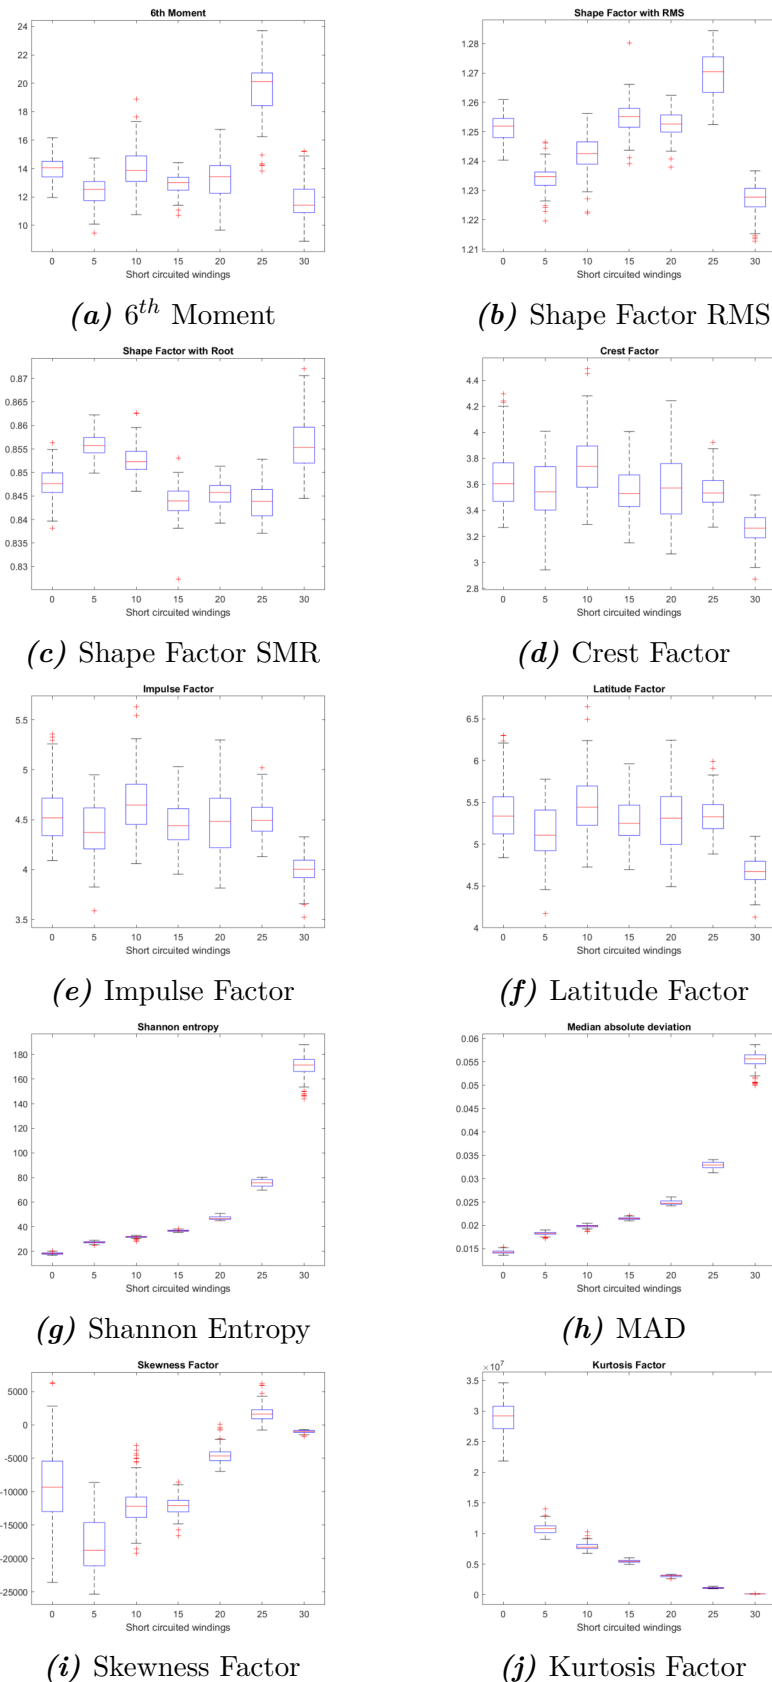 6th Moment
24
22
20
18
16
14
12
10
0 5 10 15 20 25 30
Short circuited windings
(a) 6th Moment
Shape Factor with RMS
1.28
1.27
1.26
1.25
1.24
1.23
1.22
1.21
0 5 10 15 20 25 30
Short circuited windings
(b) Shape Factor RMS
Shape Factor with Root
0.87
0.865
0.86
0.855
0.85
0.845
0.84
0.835
0.83
0 5 10 15 20 25 30
Short circuited windings
(c) Shape Factor SMR
Crest Factor
4.4
4.2
4
3.8
3.6
3.4
3.2
3
2.8
0 5 10 15 20 25 30
Short circuited windings
(d) Crest Factor
Impulse Factor
5.5
5
4.5
4
3.5
0 5 10 15 20 25 30
Short circuited windings
(e) Impulse Factor
Latitude Factor
6.5
6
5.5
5
4.5
4
0 5 10 15 20 25 30
Short circuited windings
(f) Latitude Factor
Shannon entropy
180
160
140
120
100
80
60
40
20
0 5 10 15 20 25 30
Short circuited windings
(g) Shannon Entropy
Median absolute deviation
0.06
0.055
0.05
0.045
0.04
0.035
0.03
0.025
0.02
0.015
0 5 10 15 20 25 30
Short circuited windings
(h) MAD
Skewness Factor
5000
0
-5000
-10000
-15000
-20000
-25000
0 5 10 15 20 25 30
Short circuited windings
(i) Skewness Factor
Kurtosis Factor
×10^7
3.5
3
2.5
2
1.5
1
0.5
0
0 5 10 15 20 25 30
Short circuited windings
(j) Kurtosis Factor